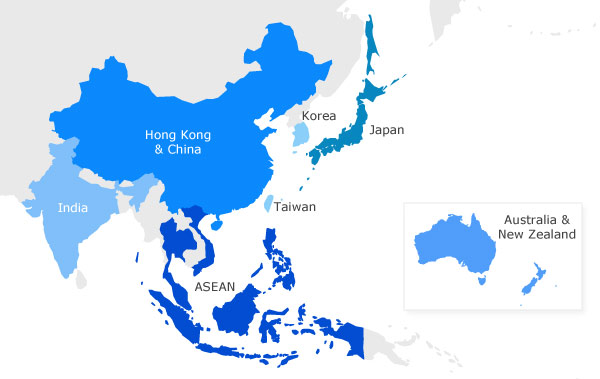 Korea
Japan
Hong Kong
& China
India
Taiwan
Australia &
New Zealand
ASEAN